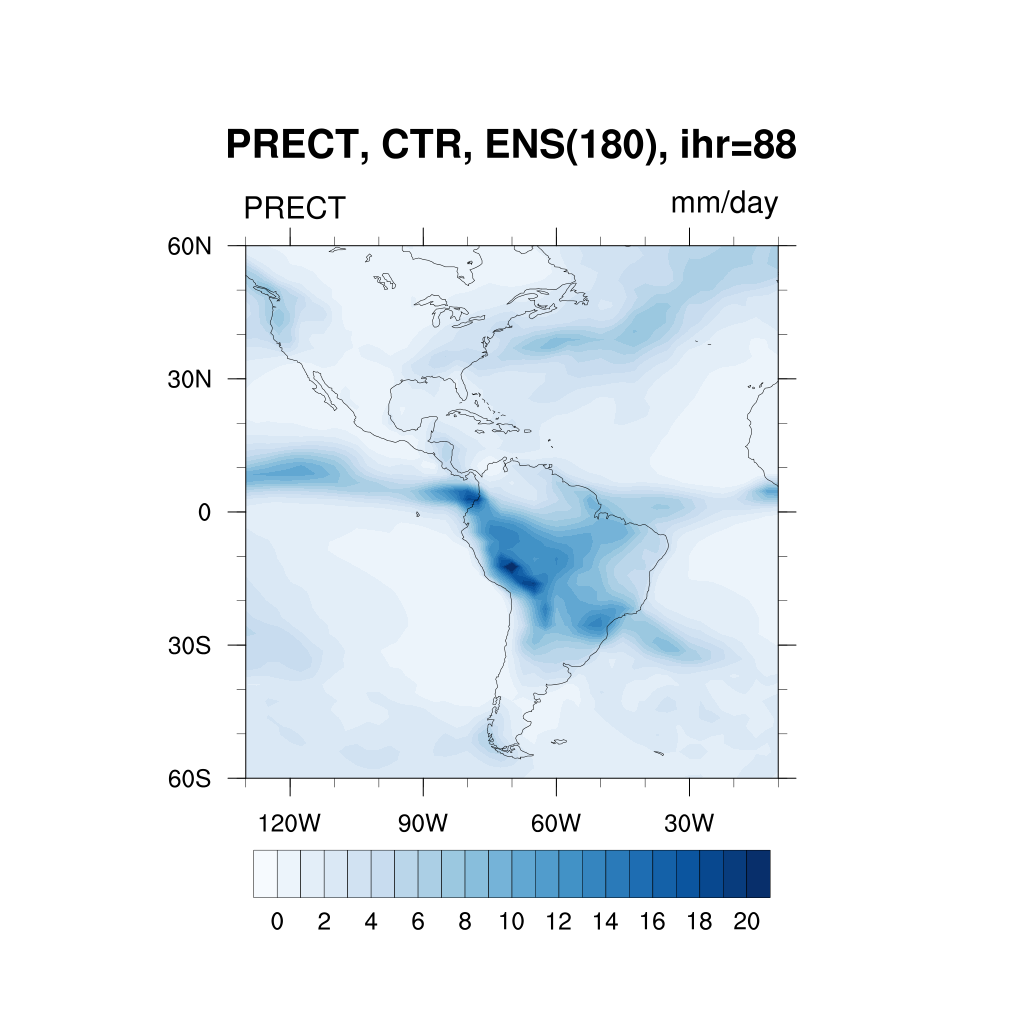 PRECT, CTR, ENS(180), ihr=88
PRECT
mm/day
60N
30N
0
30S
60S
120W 90W 60W 30W
0 2 4 6 8 10 12 14 16 18 20